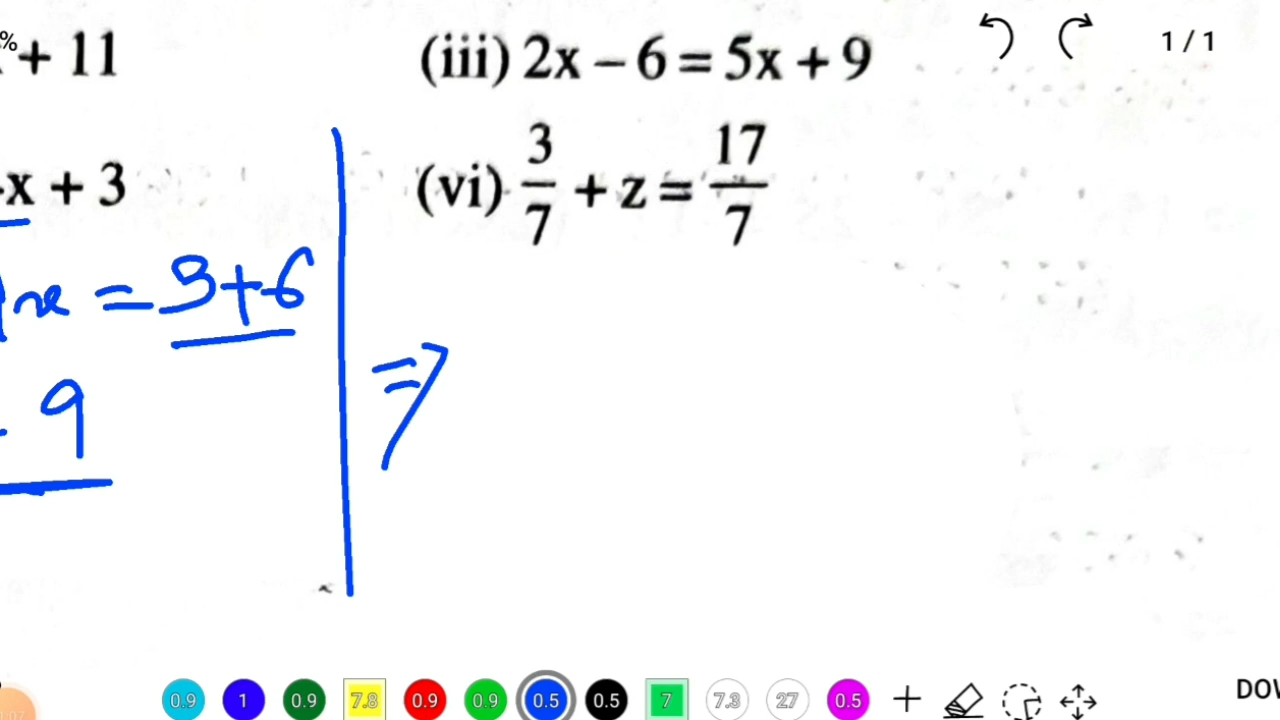 % + 11
(iii) 2x – 6 = 5x + 9
1 / 1
x + 3
(vi) 3/7 + z = 17/7
x = 3+6
⇒
9
0.9 1 0.9 7.8 0.9 0.9 0.5 0.5 7 7.3 27 0.5 +